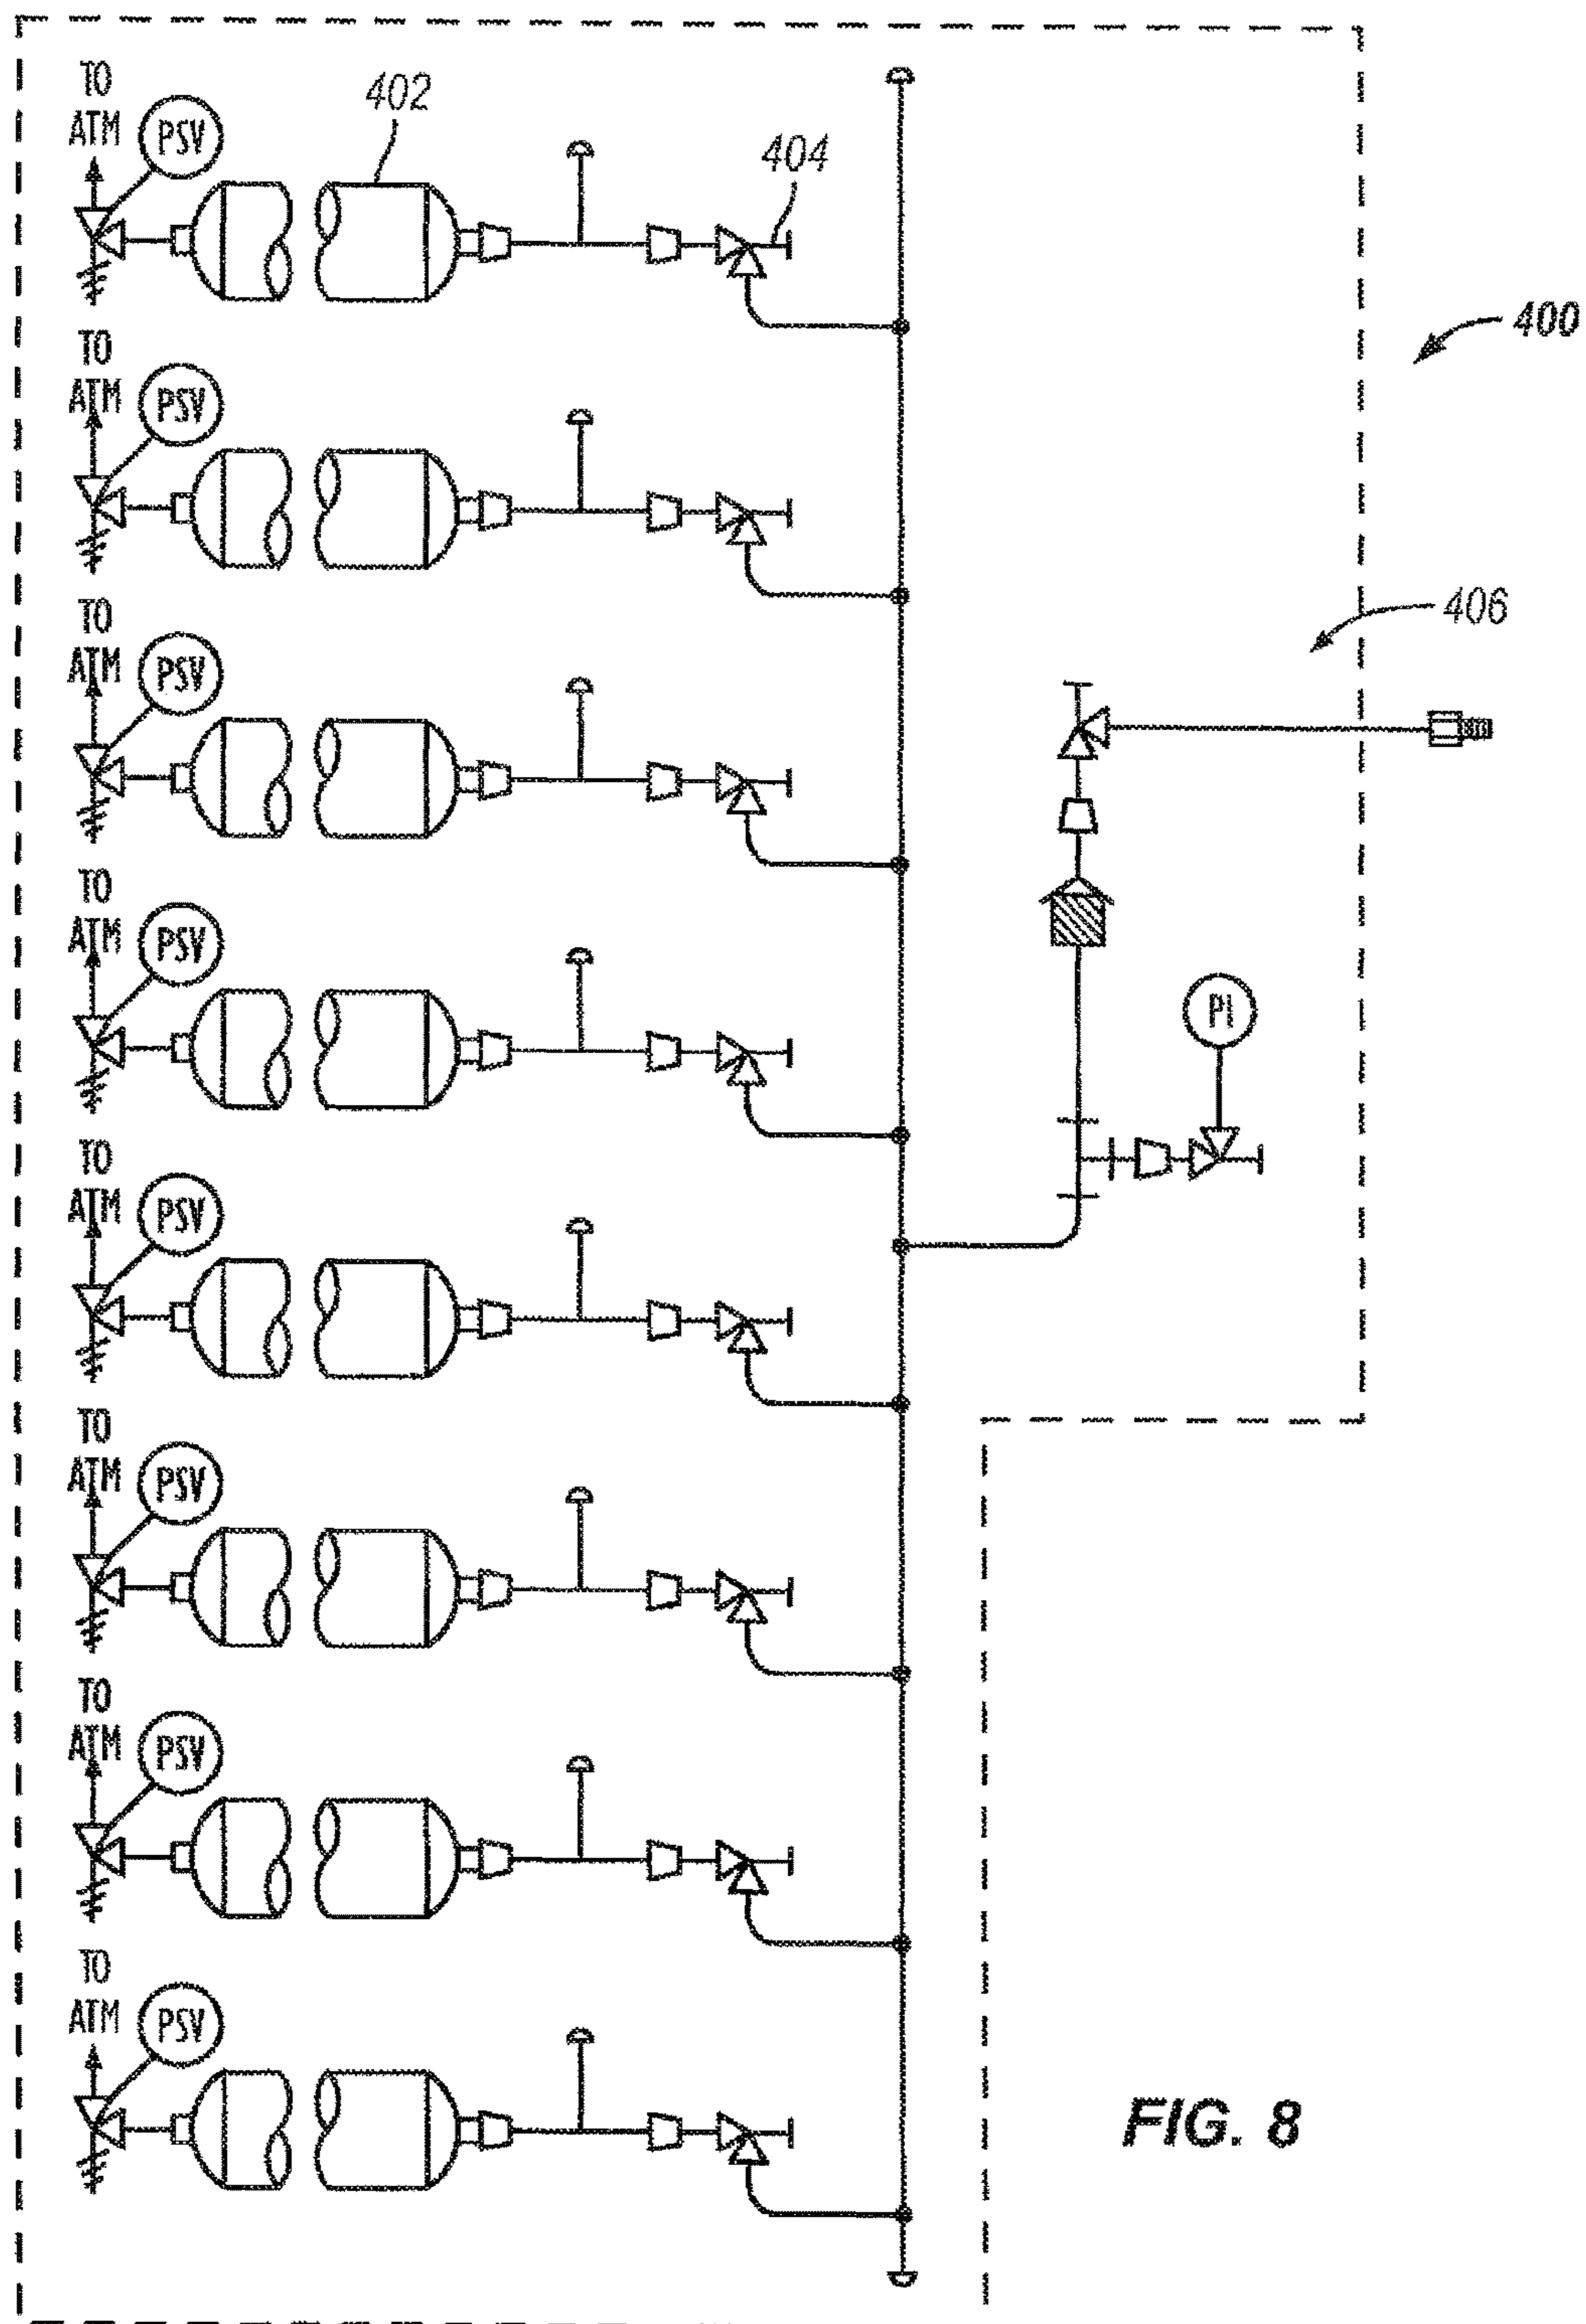 TO
ATM
PSV
402
404
400
TO
ATM
PSV
406
TO
ATM
PSV
TO
ATM
PSV
PI
TO
ATM
PSV
TO
ATM
PSV
TO
ATM
PSV
TO
ATM
PSV
FIG. 8